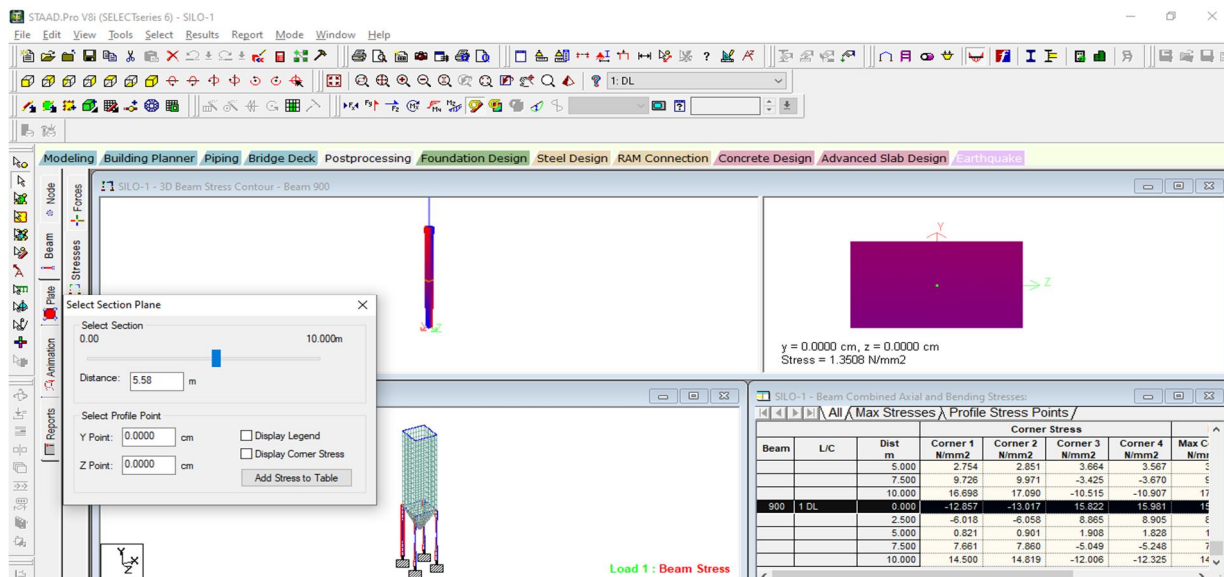 STAAD.Pro V8i (SELECTseries 6) - SILO-1
File Edit View Tools Select Results Report Mode Window Help
1: DL
Modeling Building Planner Piping Bridge Deck Postprocessing Foundation Design Steel Design RAM Connection Concrete Design Advanced Slab Design Earthquake
Node
Beam
Plate
Animation
Reports
Forces
Stresses
SILO-1 - 3D Beam Stress Contour - Beam 900
Y
Z
y = 0.0000 cm, z = 0.0000 cm
Stress = 1.3508 N/mm2
Select Section Plane
Select Section
0.00 10.000m
Distance: 5.58 m
Select Profile Point
Y Point: 0.0000 cm
Z Point: 0.0000 cm
Display Legend
Display Corner Stress
Add Stress to Table
Y
X
Z
Load 1 : Beam Stress
SILO-1 - Beam Combined Axial and Bending Stresses:
All Max Stresses Profile Stress Points
Corner Stress
Beam L/C Dist m Corner 1 N/mm2 Corner 2 N/mm2 Corner 3 N/mm2 Corner 4 N/mm2 Max C
5.000 2.754 2.851 3.664 3.567
7.500 9.726 9.971 -3.425 -3.670
10.000 16.698 17.090 -10.515 -10.907 17
900 1 DL 0.000 -12.857 -13.017 15.822 15.981 15
2.500 -6.018 -6.058 8.865 8.905
5.000 0.821 0.901 1.908 1.828
7.500 7.661 7.860 -5.049 -5.248
10.000 14.500 14.819 -12.006 -12.325 14